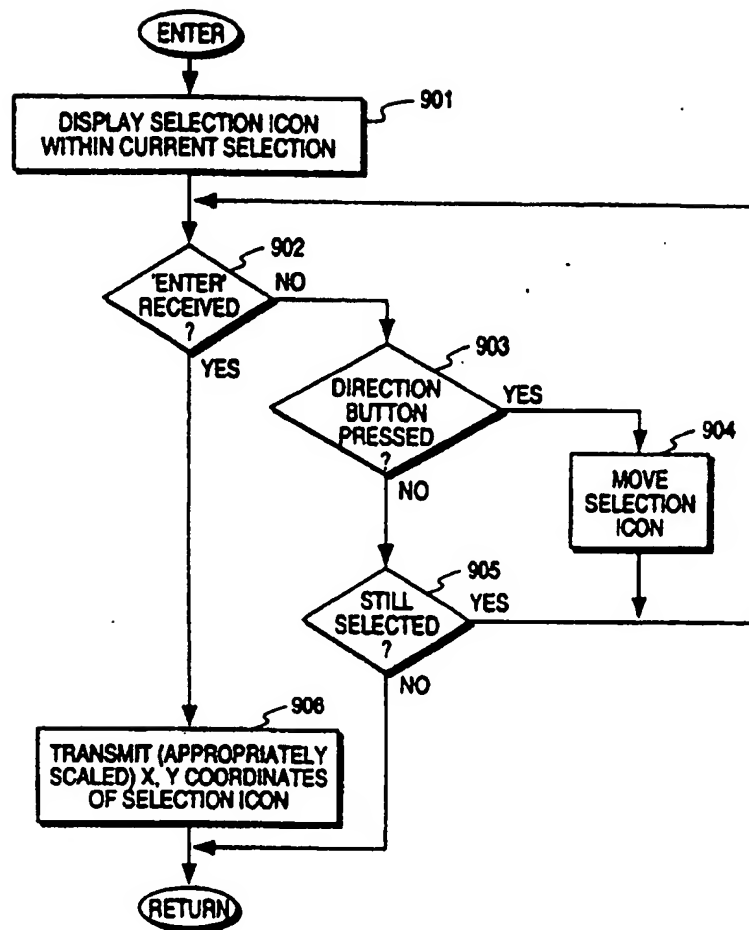 ENTER
901
DISPLAY SELECTION ICON
WITHIN CURRENT SELECTION
902
'ENTER'
RECEIVED
?
NO
YES
903
DIRECTION
BUTTON
PRESSED
?
YES
NO
904
MOVE
SELECTION
ICON
905
STILL
SELECTED
?
YES
NO
906
TRANSMIT (APPROPRIATELY
SCALED) X, Y COORDINATES
OF SELECTION ICON
RETURN